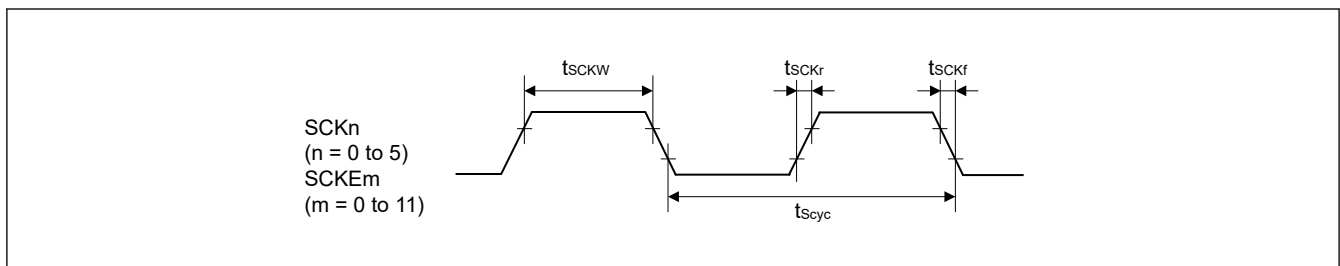 tSCKW
tSCKr
tSCKf
SCKn
(n = 0 to 5)
SCKEm
(m = 0 to 11)
tScyc